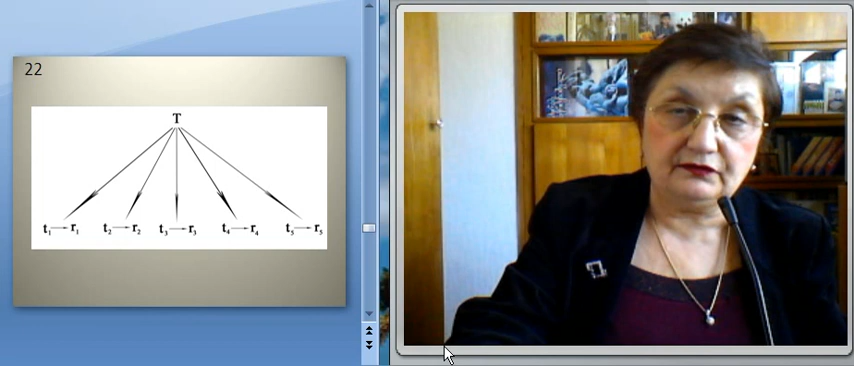 22
T
t₁ → r₁ t₂ → r₂ t₃ → r₃ t₄ → r₄ t₅ → r₅